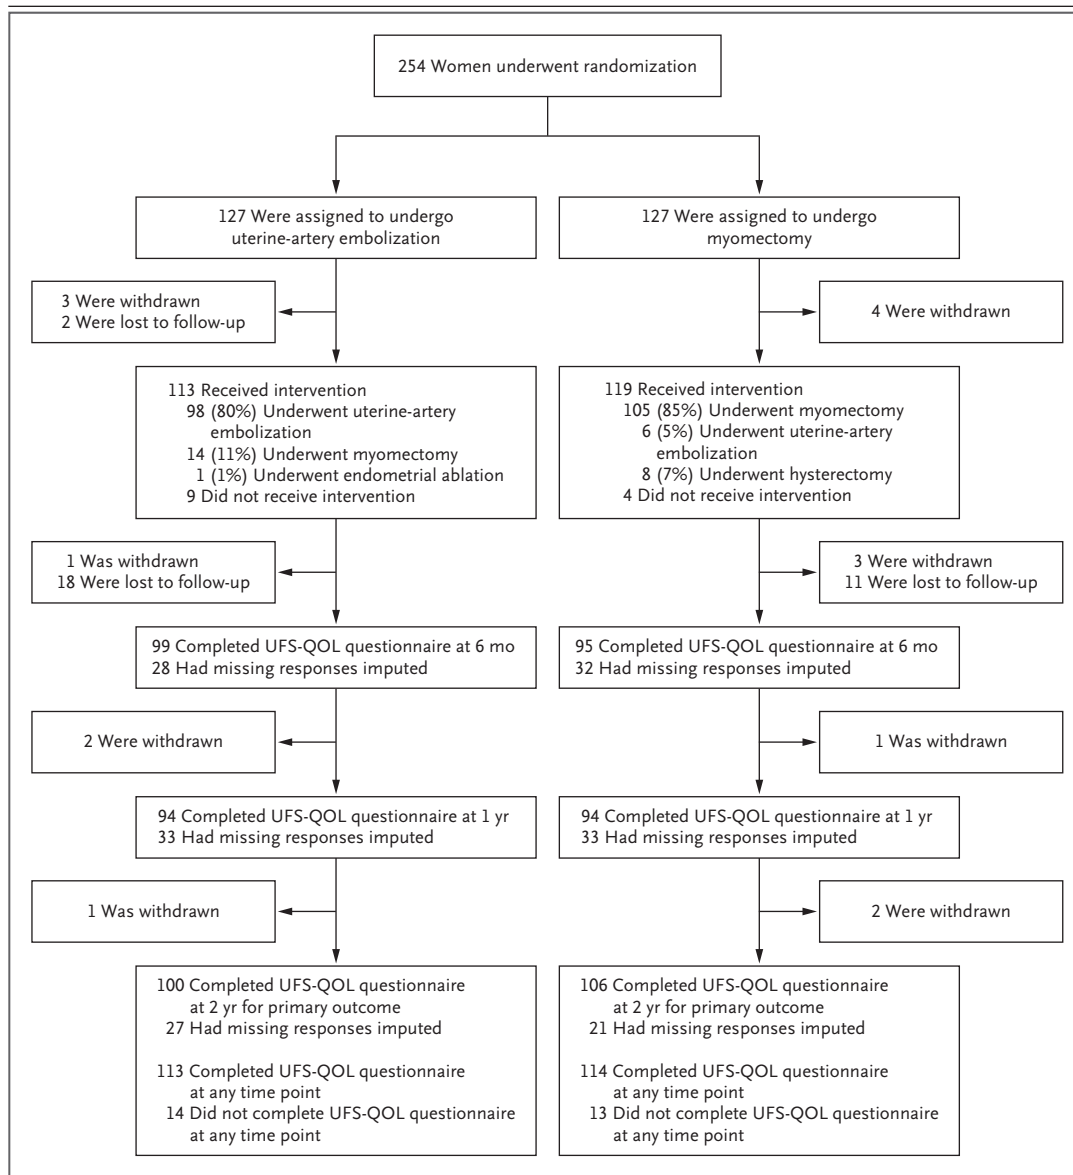 254 Women underwent randomization
127 Were assigned to undergo
uterine-artery embolization
127 Were assigned to undergo
myomectomy
3 Were withdrawn
2 Were lost to follow-up
4 Were withdrawn
113 Received intervention
98 (80%) Underwent uterine-artery
embolization
14 (11%) Underwent myomectomy
1 (1%) Underwent endometrial ablation
9 Did not receive intervention
119 Received intervention
105 (85%) Underwent myomectomy
6 (5%) Underwent uterine-artery
embolization
8 (7%) Underwent hysterectomy
4 Did not receive intervention
1 Was withdrawn
18 Were lost to follow-up
3 Were withdrawn
11 Were lost to follow-up
99 Completed UFS-QOL questionnaire at 6 mo
28 Had missing responses imputed
95 Completed UFS-QOL questionnaire at 6 mo
32 Had missing responses imputed
2 Were withdrawn
1 Was withdrawn
94 Completed UFS-QOL questionnaire at 1 yr
33 Had missing responses imputed
94 Completed UFS-QOL questionnaire at 1 yr
33 Had missing responses imputed
1 Was withdrawn
2 Were withdrawn
100 Completed UFS-QOL questionnaire
at 2 yr for primary outcome
27 Had missing responses imputed
113 Completed UFS-QOL questionnaire
at any time point
14 Did not complete UFS-QOL questionnaire
at any time point
106 Completed UFS-QOL questionnaire
at 2 yr for primary outcome
21 Had missing responses imputed
114 Completed UFS-QOL questionnaire
at any time point
13 Did not complete UFS-QOL questionnaire
at any time point